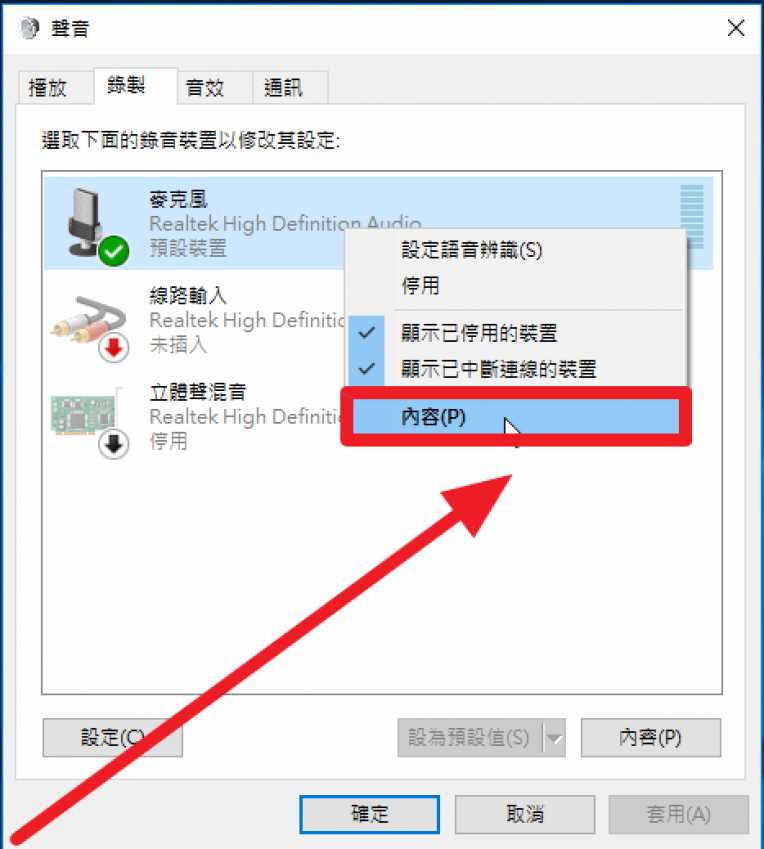 聲音
播放
錄製
音效
通訊
選取下面的錄音裝置以修改其設定:
麥克風
Realtek High Definition Audio
預設裝置
設定語音辨識(S)
停用
線路輸入
Realtek High Definiti
未插入
顯示已停用的裝置
顯示已中斷連線的裝置
立體聲混音
Realtek High Definiti
停用
內容(P)
設定(C)
設為預設值(S)
內容(P)
確定
取消
套用(A)